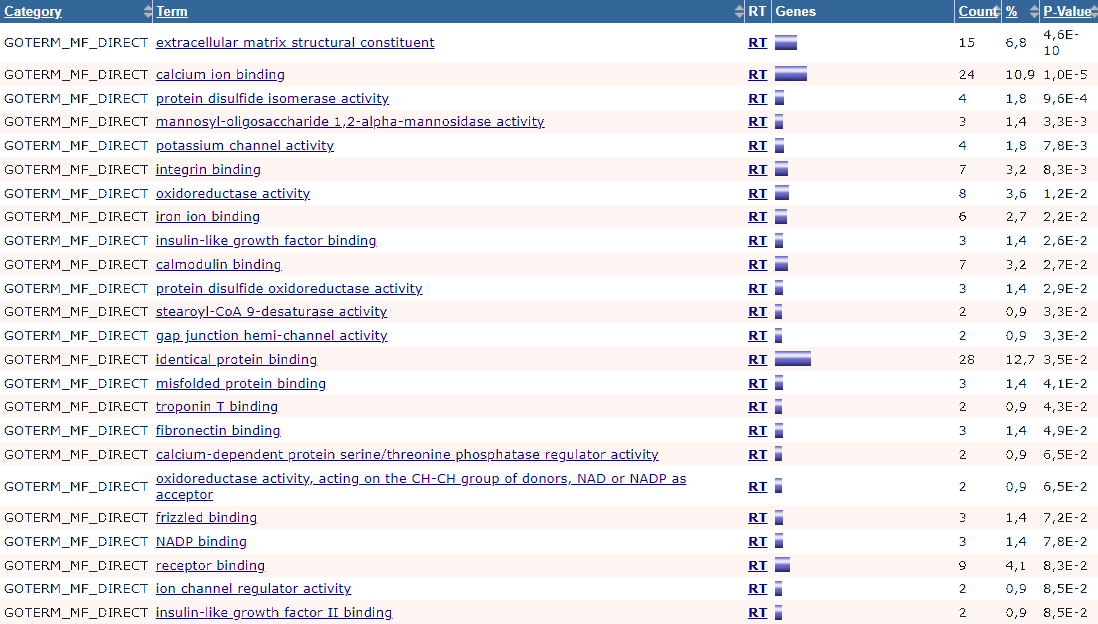 Category Term RT Genes Count % P-Value
GOTERM_MF_DIRECT extracellular matrix structural constituent RT 15 6,8 4,6E-
10
GOTERM_MF_DIRECT calcium ion binding RT 24 10,9 1,0E-5
GOTERM_MF_DIRECT protein disulfide isomerase activity RT 4 1,8 9,6E-4
GOTERM_MF_DIRECT mannosyl-oligosaccharide 1,2-alpha-mannosidase activity RT 3 1,4 3,3E-3
GOTERM_MF_DIRECT potassium channel activity RT 4 1,8 7,8E-3
GOTERM_MF_DIRECT integrin binding RT 7 3,2 8,3E-3
GOTERM_MF_DIRECT oxidoreductase activity RT 8 3,6 1,2E-2
GOTERM_MF_DIRECT iron ion binding RT 6 2,7 2,2E-2
GOTERM_MF_DIRECT insulin-like growth factor binding RT 3 1,4 2,6E-2
GOTERM_MF_DIRECT calmodulin binding RT 7 3,2 2,7E-2
GOTERM_MF_DIRECT protein disulfide oxidoreductase activity RT 3 1,4 2,9E-2
GOTERM_MF_DIRECT stearoyl-CoA 9-desaturase activity RT 2 0,9 3,3E-2
GOTERM_MF_DIRECT gap junction hemi-channel activity RT 2 0,9 3,3E-2
GOTERM_MF_DIRECT identical protein binding RT 28 12,7 3,5E-2
GOTERM_MF_DIRECT misfolded protein binding RT 3 1,4 4,1E-2
GOTERM_MF_DIRECT troponin T binding RT 2 0,9 4,3E-2
GOTERM_MF_DIRECT fibronectin binding RT 3 1,4 4,9E-2
GOTERM_MF_DIRECT calcium-dependent protein serine/threonine phosphatase regulator activity RT 2 0,9 6,5E-2
GOTERM_MF_DIRECT oxidoreductase activity, acting on the CH-CH group of donors, NAD or NADP as
acceptor RT 2 0,9 6,5E-2
GOTERM_MF_DIRECT frizzled binding RT 3 1,4 7,2E-2
GOTERM_MF_DIRECT NADP binding RT 3 1,4 7,8E-2
GOTERM_MF_DIRECT receptor binding RT 9 4,1 8,3E-2
GOTERM_MF_DIRECT ion channel regulator activity RT 2 0,9 8,5E-2
GOTERM_MF_DIRECT insulin-like growth factor II binding RT 2 0,9 8,5E-2